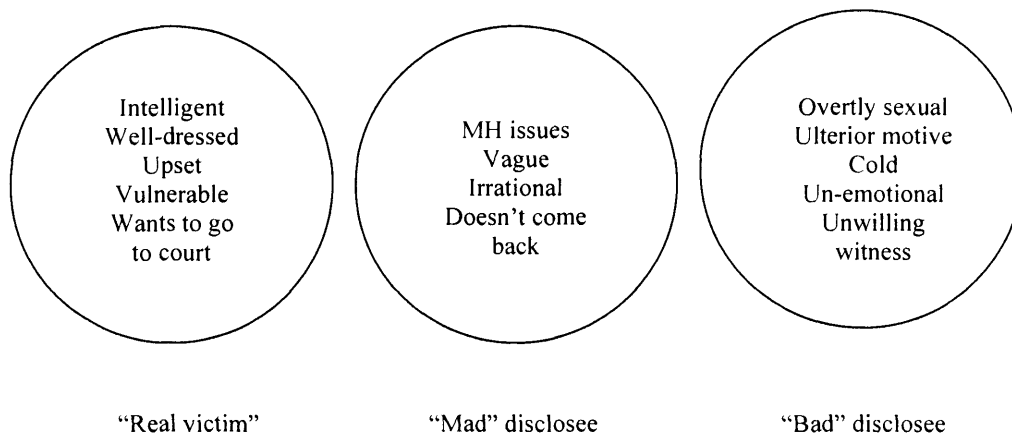 Intelligent
Well-dressed
Upset
Vulnerable
Wants to go
to court
MH issues
Vague
Irrational
Doesn't come
back
Overtly sexual
Ulterior motive
Cold
Un-emotional
Unwilling
witness
“Real victim”
“Mad” disclosee
“Bad” disclosee